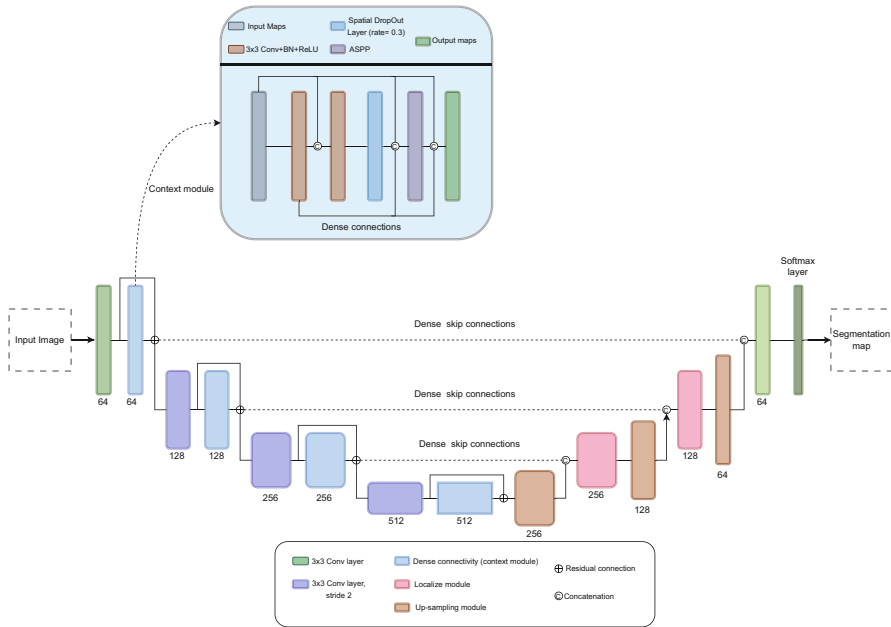 Input Maps
Spatial DropOut
Layer (rate= 0.3)
Output maps
3x3 Conv+BN+ReLU
ASPP
C
C
C
Dense connections
Context module
Softmax
layer
Input Image
Dense skip connections
C
Segmentation
map
64
64
64
Dense skip connections
C
128
128
128
64
Dense skip connections
C
256
256
256
128
512
512
256
3x3 Conv layer
Dense connectivity (context module)
Residual connection
3x3 Conv layer,
stride 2
Localize module
C
Concatenation
Up-sampling module